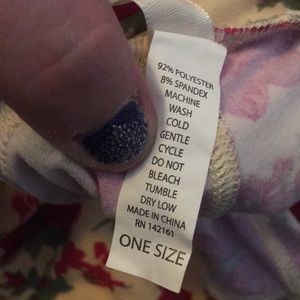 92% POLYESTER
8% SPANDEX
MACHINE
WASH
COLD
GENTLE
CYCLE
DO NOT
BLEACH
TUMBLE
DRY LOW
MADE IN CHINA
RN 142161
ONE SIZE